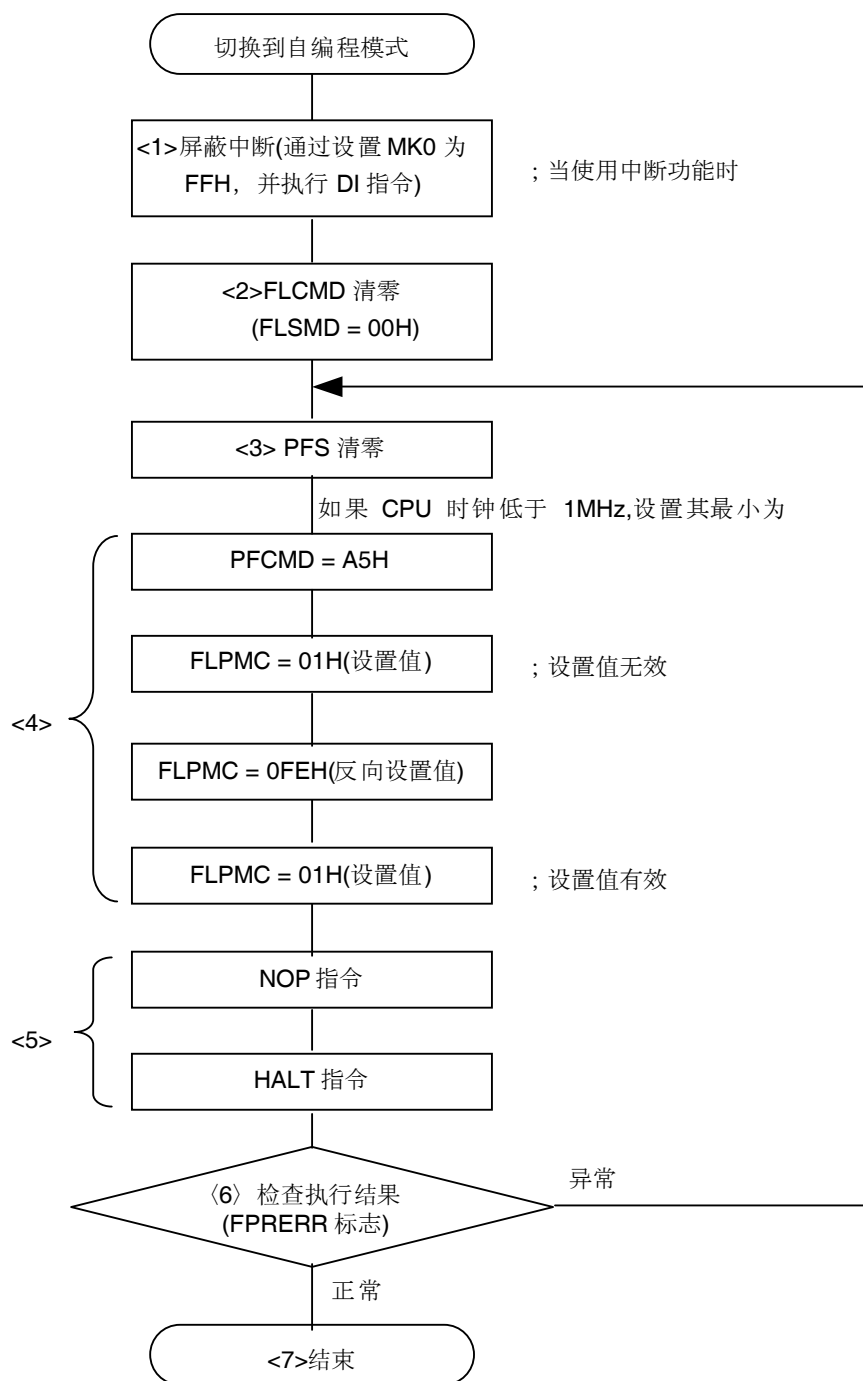 切换到自编程模式
<1>屏蔽中断(通过设置 MK0 为
FFH，并执行 DI 指令)
; 当使用中断功能时
<2>FLCMD 清零
(FLSMD = 00H)
<3> PFS 清零
如果 CPU 时钟低于 1MHz,设置其最小为
PFCMD = A5H
FLPMC = 01H(设置值)
; 设置值无效
<4>
FLPMC = 0FEH(反向设置值)
FLPMC = 01H(设置值)
; 设置值有效
NOP 指令
<5>
HALT 指令
〈6〉检查执行结果
(FPRERR 标志)
异常
正常
<7>结束